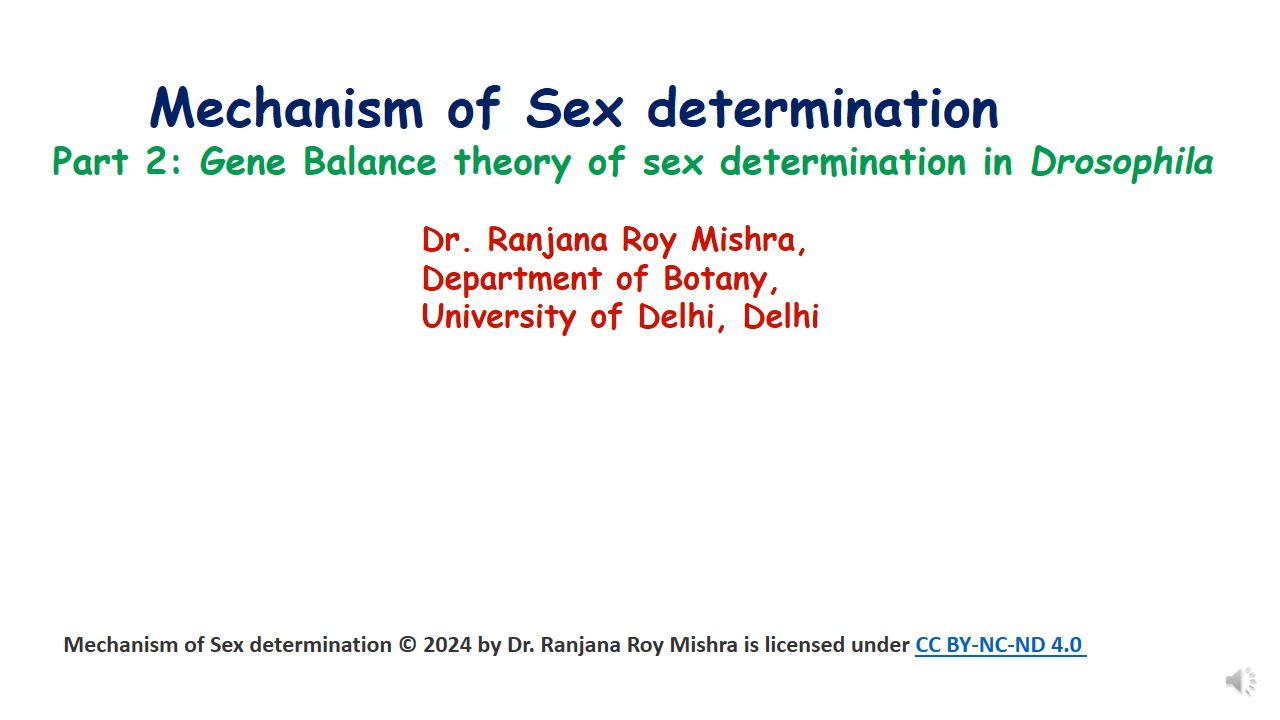 Mechanism of Sex determination
Part 2: Gene Balance theory of sex determination in Drosophila
Dr. Ranjana Roy Mishra,
Department of Botany,
University of Delhi, Delhi
Mechanism of Sex determination © 2024 by Dr. Ranjana Roy Mishra is licensed under CC BY-NC-ND 4.0